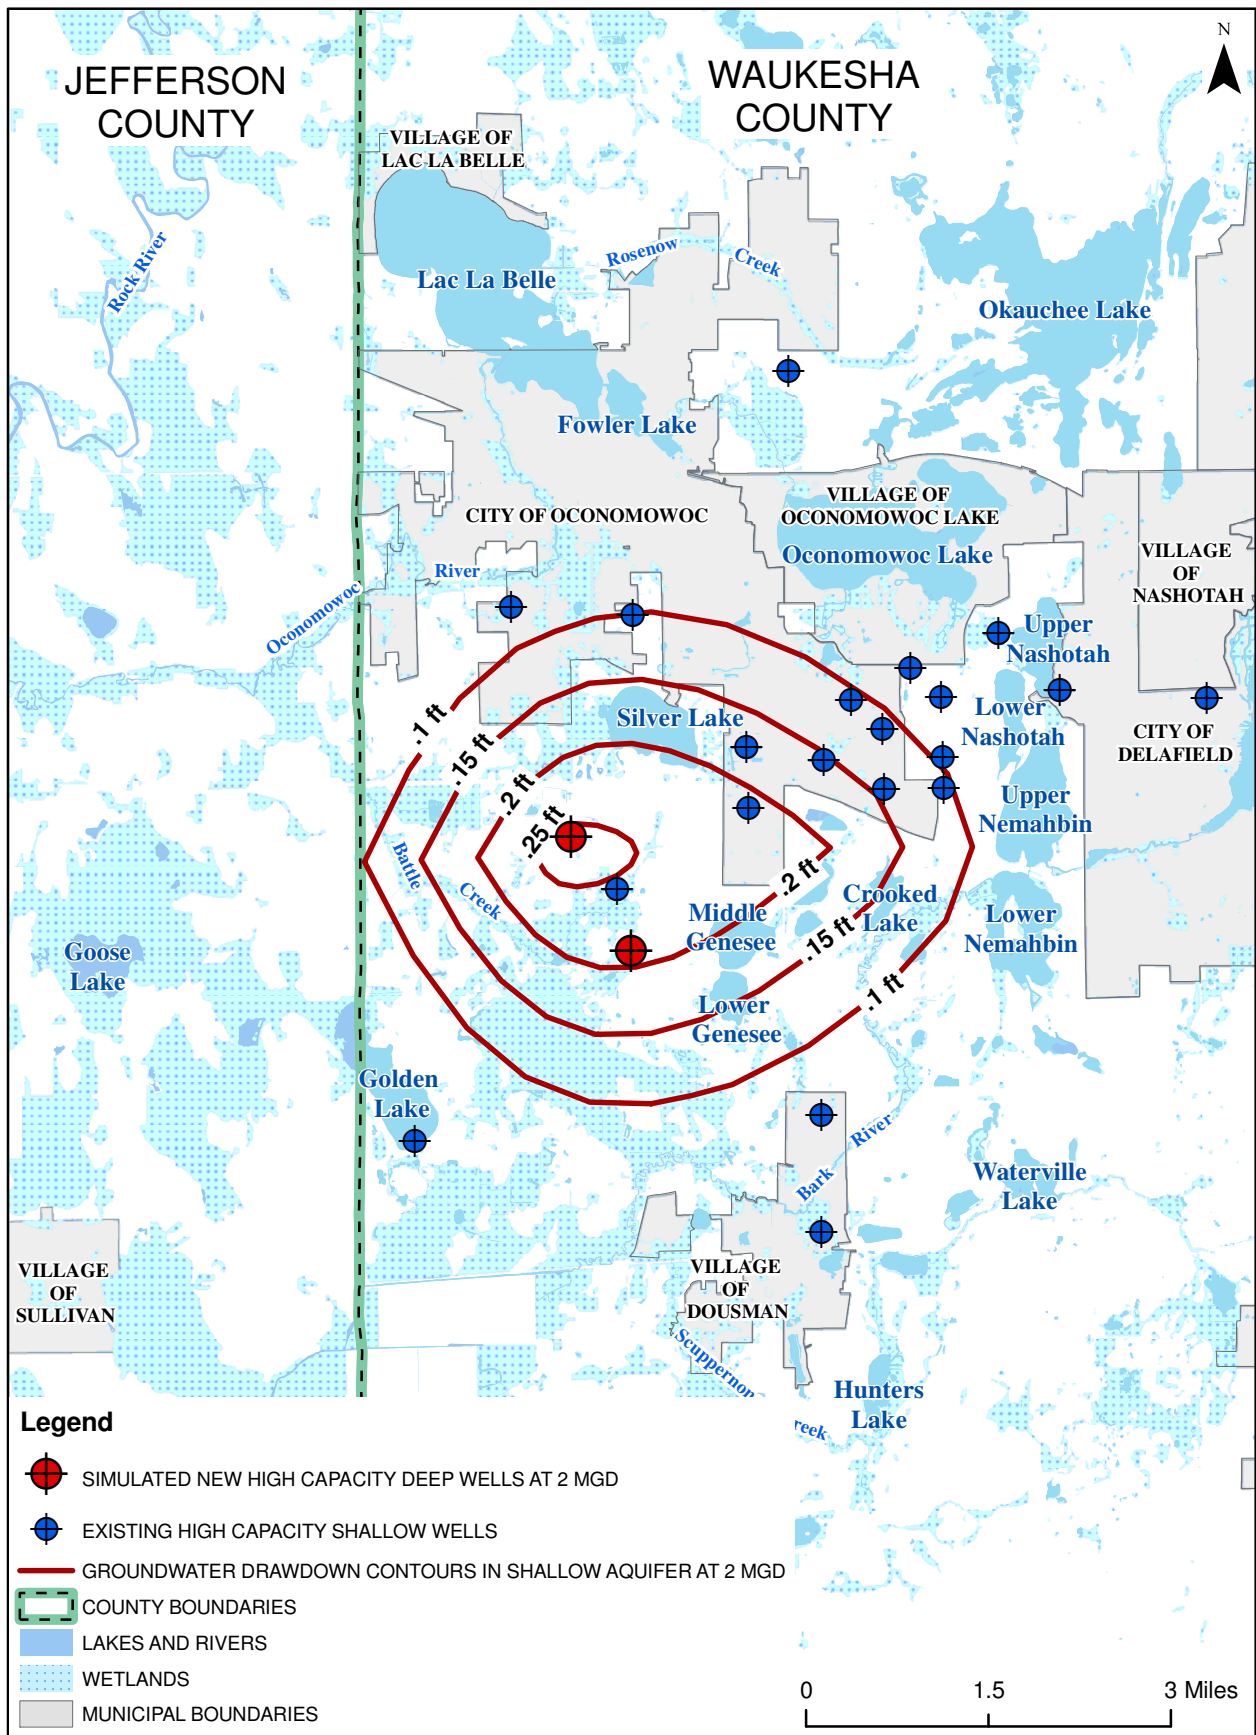 N
JEFFERSON
COUNTY
WAUKESHA
COUNTY
VILLAGE OF
LAC LA BELLE
Rock River
Rosenow
Creek
Lac La Belle
Okauchee Lake
Fowler Lake
VILLAGE OF
OCONOMOWOC LAKE
CITY OF OCONOMOWOC
Oconomowoc Lake
VILLAGE
OF
NASHOTAH
River
Oconomowoc
Upper
Nashotah
.1 ft
Silver Lake
Lower
Nashotah
CITY OF
DELAFIELD
.15 ft
.2 ft
.25 ft
Upper
Nemahbin
Battle
Creek
.2 ft
Crooked
Lake
Middle
Genesee
Lower
Nemahbin
.15 ft
Goose
Lake
.1 ft
Lower
Genesee
Golden
Lake
River
Bark
Waterville
Lake
VILLAGE
OF
SULLIVAN
VILLAGE
OF
DOUSMAN
Scuppernon
reek
Hunters
Lake
Legend
SIMULATED NEW HIGH CAPACITY DEEP WELLS AT 2 MGD
EXISTING HIGH CAPACITY SHALLOW WELLS
GROUNDWATER DRAWDOWN CONTOURS IN SHALLOW AQUIFER AT 2 MGD
COUNTY BOUNDARIES
LAKES AND RIVERS
WETLANDS
MUNICIPAL BOUNDARIES
0 1.5 3 Miles